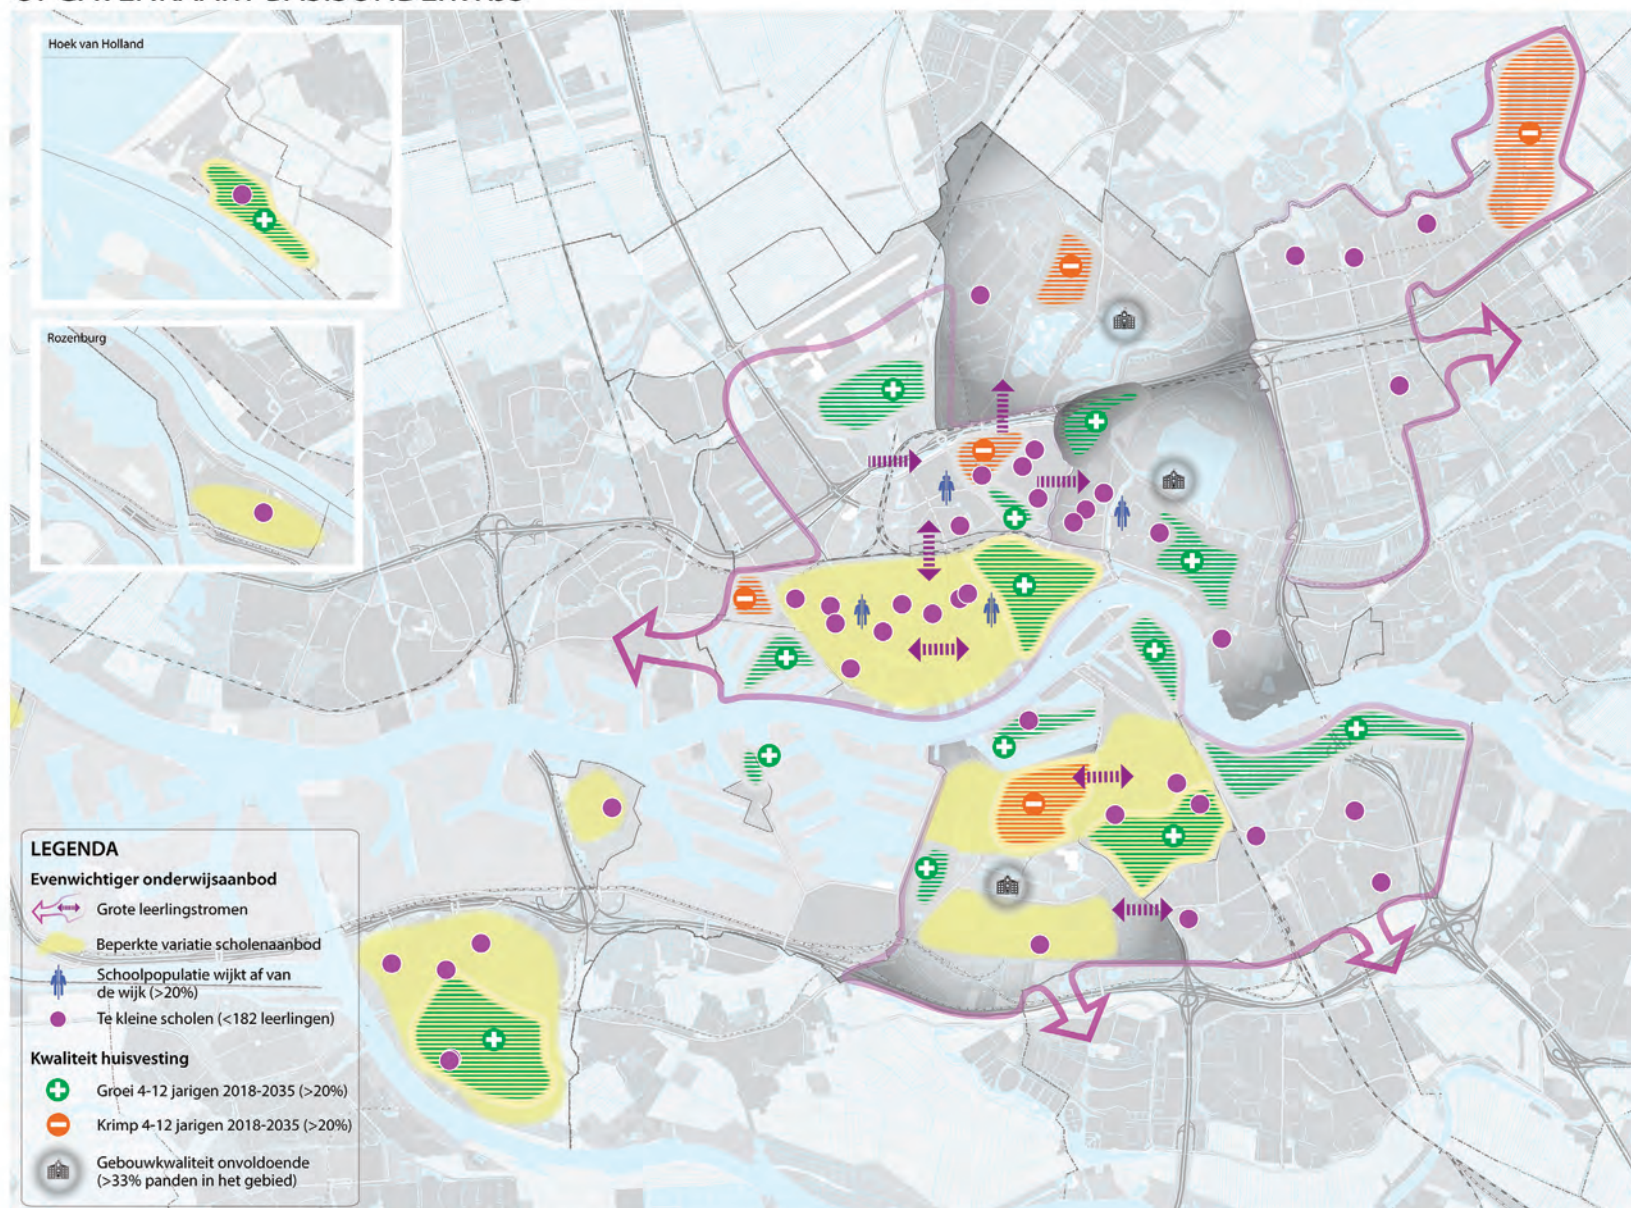 Hoek van Holland
Rozenburg
LEGENDA
Evenwichtiger onderwijsaanbod
Grote leerlingstromen
Beperkte variatie scholenaanbod
Schoolpopulatie wijkt af van
de wijk (>20%)
Te kleine scholen (<182 leerlingen)
Kwaliteit huisvesting
Groei 4-12 jarigen 2018-2035 (>20%)
Krimp 4-12 jarigen 2018-2035 (>20%)
Gebouwkwaliteit onvoldoende
(>33% panden in het gebied)